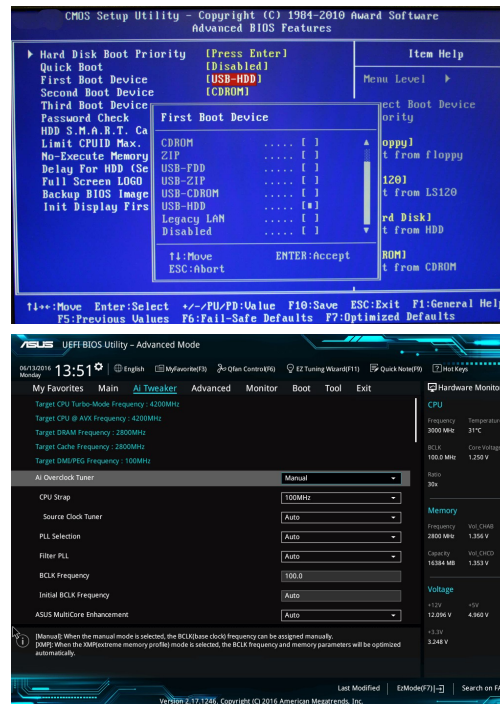 CMOS Setup Utility - Copyright (C) 1984-2010 Award Software
Advanced BIOS Features
Hard Disk Boot Priority [Press Enter]
Quick Boot [Disabled]
First Boot Device [USB-HDD]
Second Boot Device [CDROM]
Third Boot Device
Password Check
HDD S.M.A.R.T. Ca
Limit CPUID Max.
No-Execute Memory
Delay For HDD (Se
Full Screen LOGO
Backup BIOS Image
Init Display Firs
Item Help
Menu Level
ect Boot Device
ority
oppy]
t from floppy
120]
t from LS120
rd Disk]
t from HDD
ROM]
t from CDROM
First Boot Device
CDROM ..... [ ]
ZIP ..... [ ]
USB-FDD ..... [ ]
USB-ZIP ..... [ ]
USB-CDROM ..... [ ]
USB-HDD ..... [■]
Legacy LAN ..... [ ]
Disabled ..... [ ]
↑↓:Move ENTER:Accept
ESC:Abort
↑↓→←:Move Enter:Select +/-/PU/PD:Value F10:Save ESC:Exit F1:General Help
F5:Previous Values F6:Fail-Safe Defaults F7:Optimized Defaults
ASUS UEFI BIOS Utility – Advanced Mode
06/13/2016
Monday
13:51 English MyFavorite(F3) Qfan Control(F6) EZ Tuning Wizard(F11) Quick Note(F9) Hot Keys
My Favorites Main Ai Tweaker Advanced Monitor Boot Tool Exit
Target CPU Turbo-Mode Frequency : 4200MHz
Target CPU @ AVX Frequency : 4200MHz
Target DRAM Frequency : 2800MHz
Target Cache Frequency : 2800MHz
Target DMI/PEG Frequency : 100MHz
Ai Overclock Tuner Manual
CPU Strap 100MHz
Source Clock Tuner Auto
PLL Selection Auto
Filter PLL Auto
BCLK Frequency 100.0
Initial BCLK Frequency Auto
ASUS MultiCore Enhancement Auto
Hardware Monito
CPU
Frequency Temperature
3000 MHz 31°C
BCLK Core Voltage
100.0 MHz 1.250 V
Ratio
30x
Memory
Frequency Vol_CHAB
2800 MHz 1.356 V
Capacity Vol_CHCD
16384 MB 1.353 V
Voltage
+12V +5V
12.096 V 4.960 V
+3.3V
3.248 V
[Manual]: When the manual mode is selected, the BCLK(base clock) frequency can be assigned manually.
[XMP]: When the XMP(extreme memory profile) mode is selected, the BCLK frequency and memory parameters will be optimized
automatically.
Last Modified EzMode(F7) Search on FA
Version 2.17.1246. Copyright (C) 2016 American Megatrends, Inc.